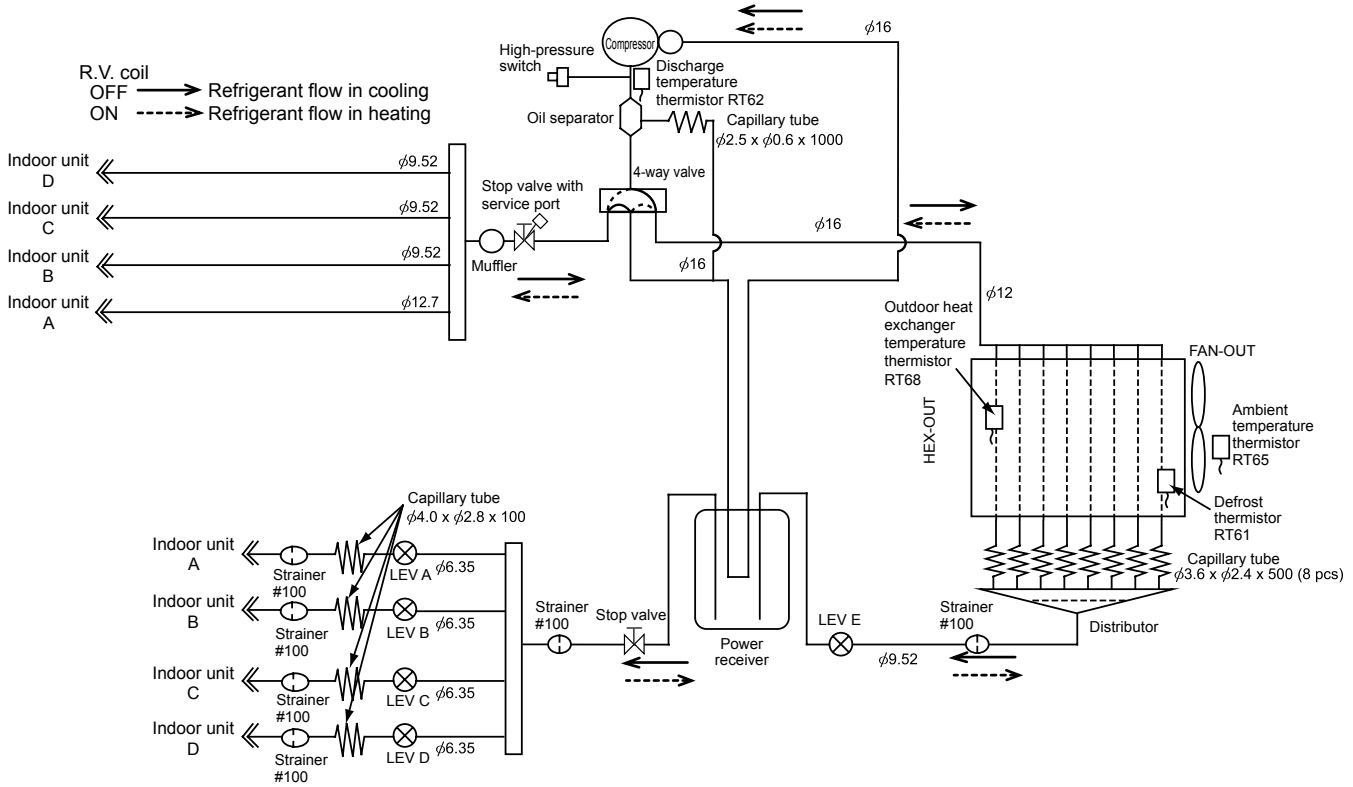 R.V. coil
OFF Refrigerant flow in cooling
ON Refrigerant flow in heating
Compressor
High-pressure
switch
Discharge
temperature
thermistor RT62
Oil separator
Capillary tube
ϕ2.5 x ϕ0.6 x 1000
4-way valve
ϕ16
Indoor unit
D
ϕ9.52
Indoor unit
C
ϕ9.52
Indoor unit
B
ϕ9.52
Indoor unit
A
ϕ12.7
Stop valve with
service port
Muffler
ϕ16
ϕ16
ϕ12
Outdoor heat
exchanger
temperature
thermistor
RT68
HEX-OUT
FAN-OUT
Ambient
temperature
thermistor
RT65
Defrost
thermistor
RT61
Capillary tube
ϕ3.6 x ϕ2.4 x 500 (8 pcs)
Distributor
Strainer
#100
ϕ9.52
LEV E
Power
receiver
Stop valve
Strainer
#100
Capillary tube
ϕ4.0 x ϕ2.8 x 100
Indoor unit
A
Strainer
#100
LEV A
ϕ6.35
Indoor unit
B
Strainer
#100
LEV B
ϕ6.35
Indoor unit
C
Strainer
#100
LEV C
ϕ6.35
Indoor unit
D
Strainer
#100
LEV D
ϕ6.35